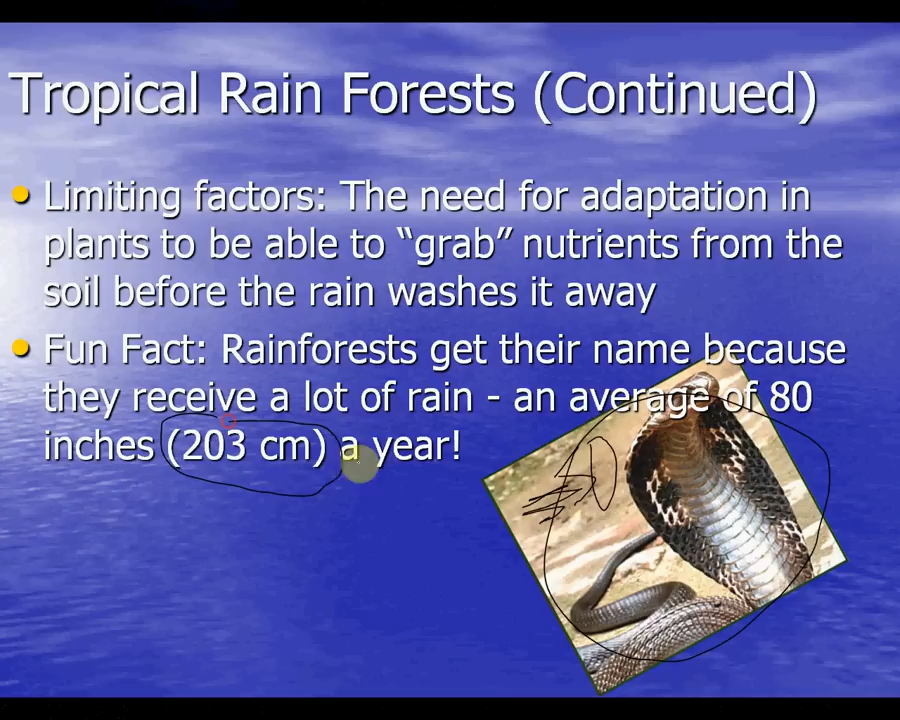 Tropical Rain Forests (Continued)
• Limiting factors: The need for adaptation in
plants to be able to “grab” nutrients from the
soil before the rain washes it away
• Fun Fact: Rainforests get their name because
they receive a lot of rain - an average of 80
inches (203 cm) a year!